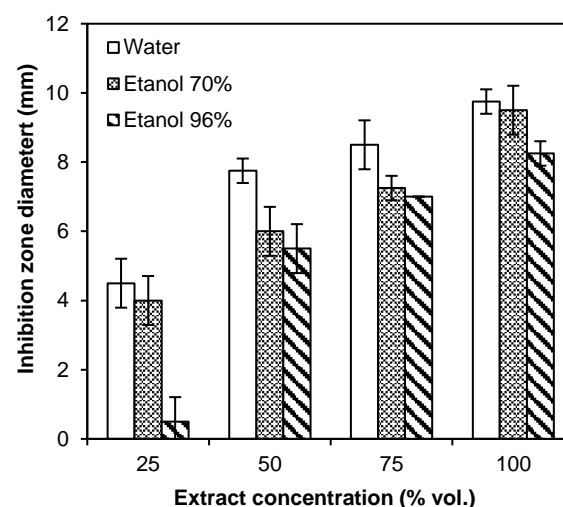 12
10
8
6
4
2
0
Inhibition zone diametert (mm)
Water
Etanol 70%
Etanol 96%
25 50 75 100
Extract concentration (% vol.)